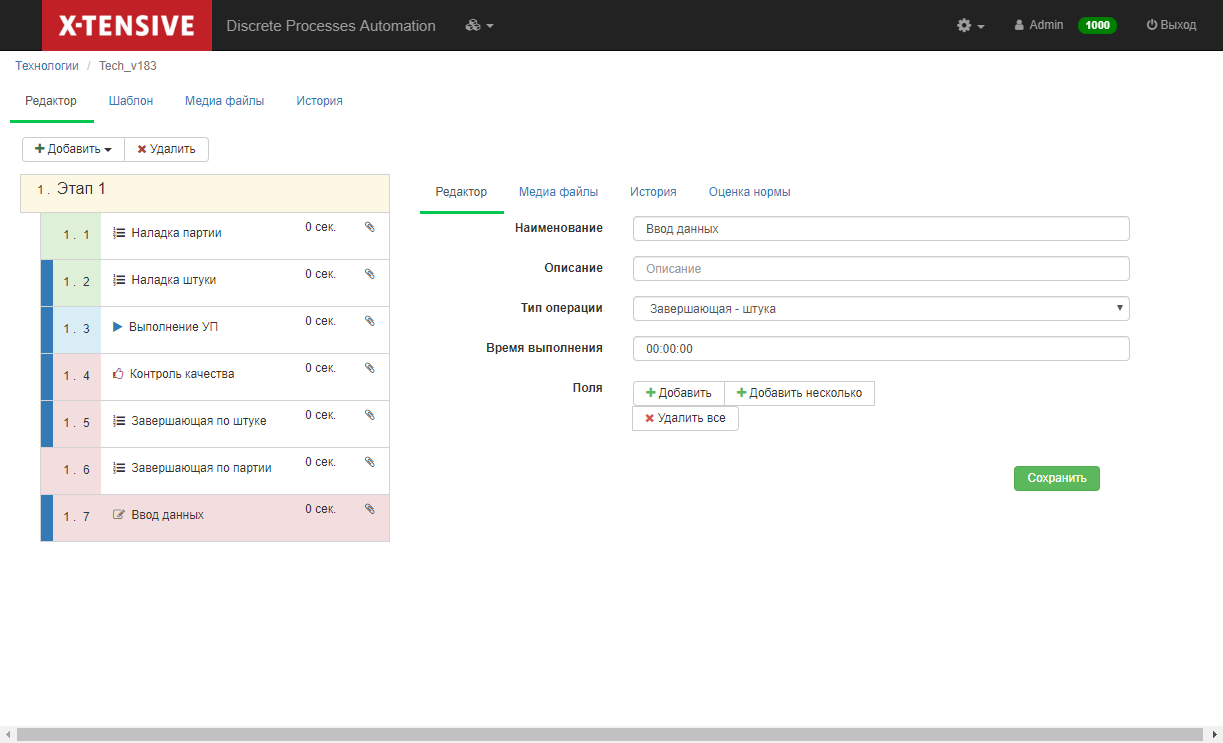 X-TENSIVE Discrete Processes Automation Admin 1000 Выход
Технологии / Tech_v183
Редактор Шаблон Медиа файлы История
Добавить Удалить
1. Этап 1
Редактор Медиа файлы История Оценка нормы
1. 1 Наладка партии 0 сек.
1. 2 Наладка штуки 0 сек.
1. 3 Выполнение УП 0 сек.
1. 4 Контроль качества 0 сек.
1. 5 Завершающая по штуке 0 сек.
1. 6 Завершающая по партии 0 сек.
1. 7 Ввод данных 0 сек.
Наименование Ввод данных
Описание Описание
Тип операции Завершающая - штука
Время выполнения 00:00:00
Поля Добавить Добавить несколько
Удалить все
Сохранить